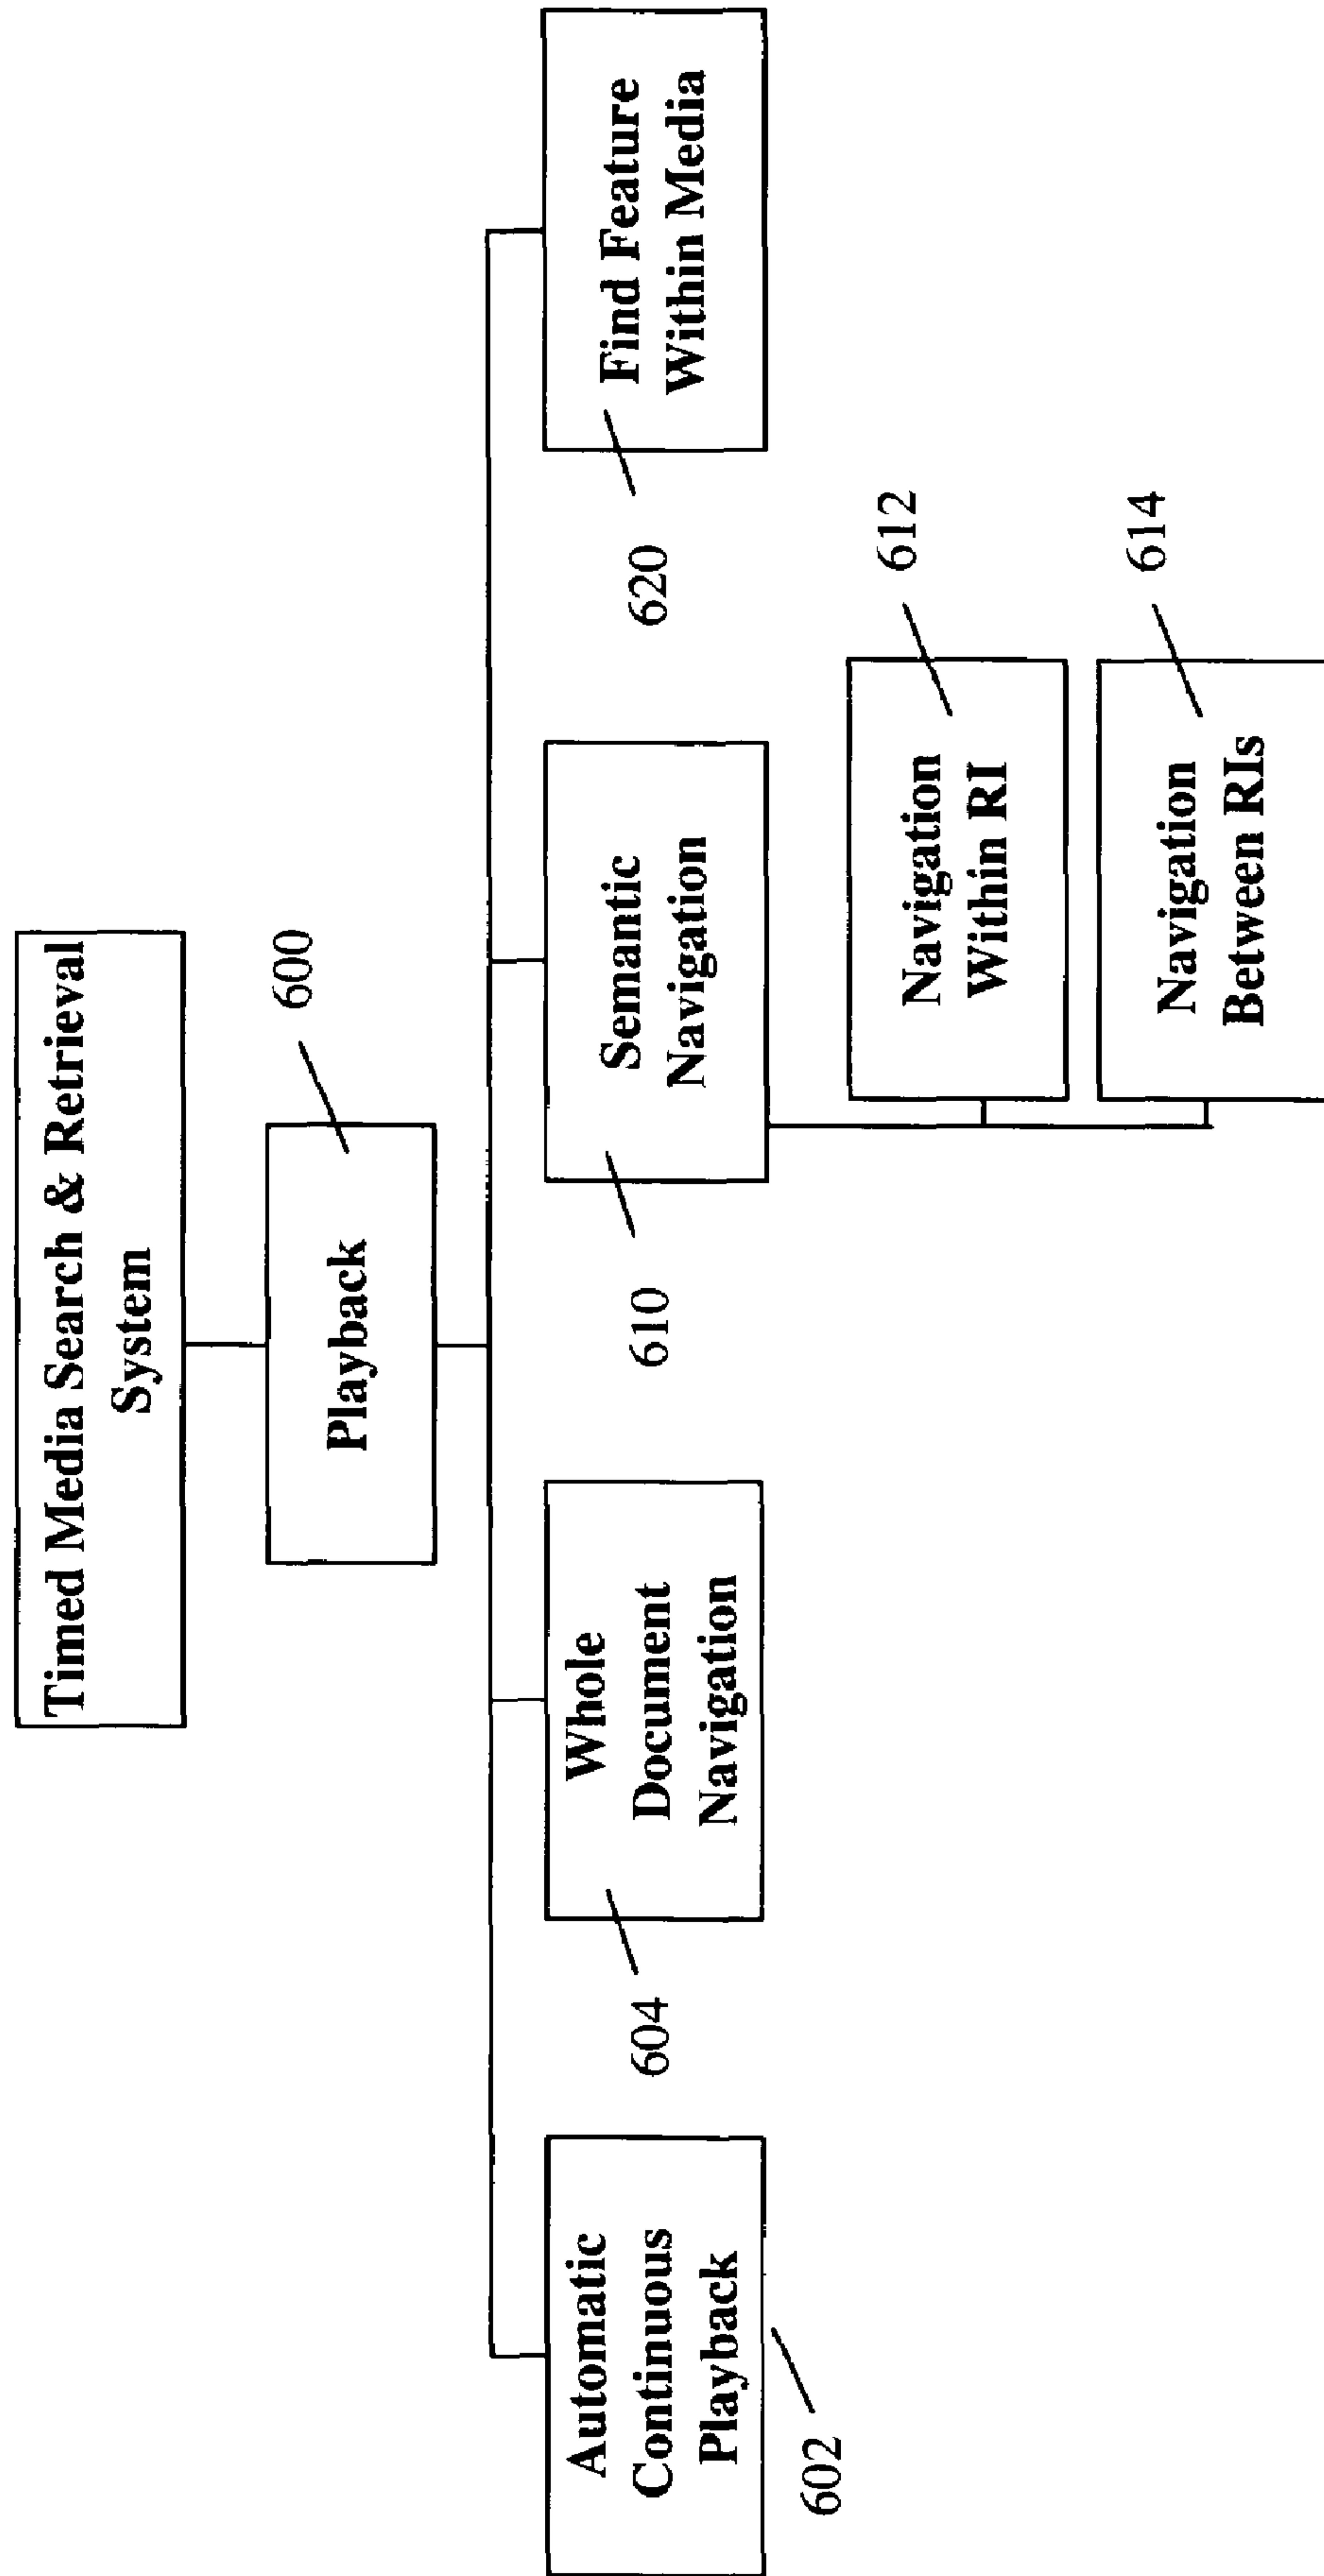 Timed Media Search & Retrieval
System
Playback
600
Automatic
Continuous
Playback
602
Whole
Document
Navigation
604
Semantic
Navigation
610
Find Feature
Within Media
620
Navigation
Within RI
612
Navigation
Between RIs
614